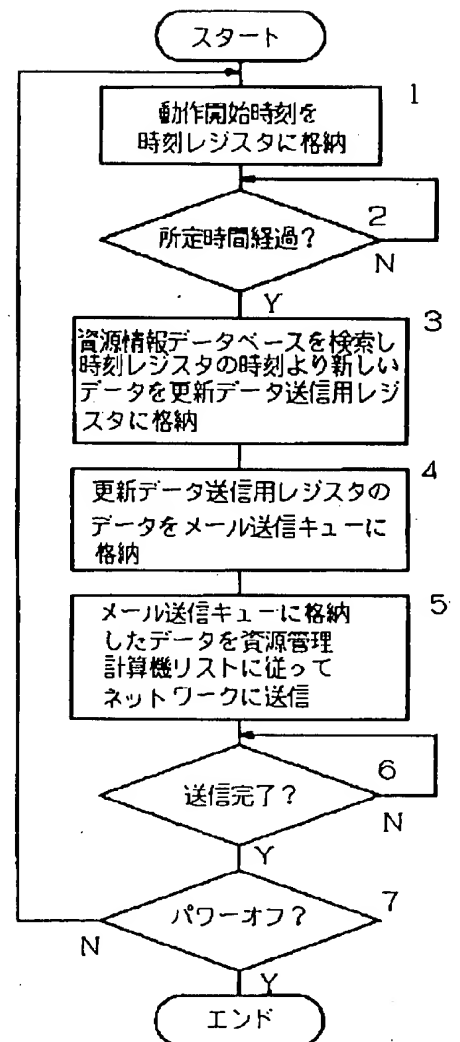 スタート
1
動作開始時刻を
時刻レジスタに格納
2
所定時間経過?
N
Y
3
資源情報データベースを検索し
時刻レジスタの時刻より新しい
データを更新データ送信用レジ
スタに格納
4
更新データ送信用レジスタの
データをメール送信キューに
格納
5
メール送信キューに格納
したデータを資源管理
計算機リストに従って
ネットワークに送信
6
送信完了?
N
Y
7
パワーオフ?
N
Y
エンド